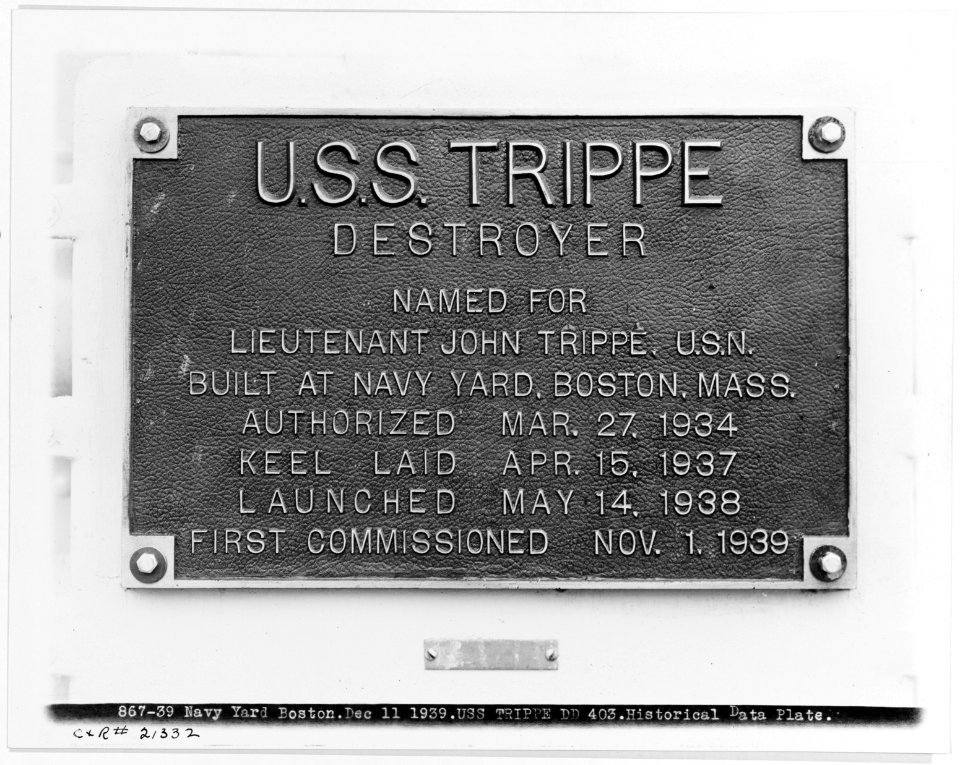 U.S.S. TRIPPE
DESTROYER
NAMED FOR
LIEUTENANT JOHN TRIPPE, U.S.N.
BUILT AT NAVY YARD, BOSTON, MASS.
AUTHORIZED MAR. 27, 1934
KEEL LAID APR. 15, 1937
LAUNCHED MAY 14, 1938
FIRST COMMISSIONED NOV. 1, 1939
867-39 Navy Yard Boston.Dec 11 1939.USS TRIPPE DD 403.Historical Data Plate.
C&R# 21332